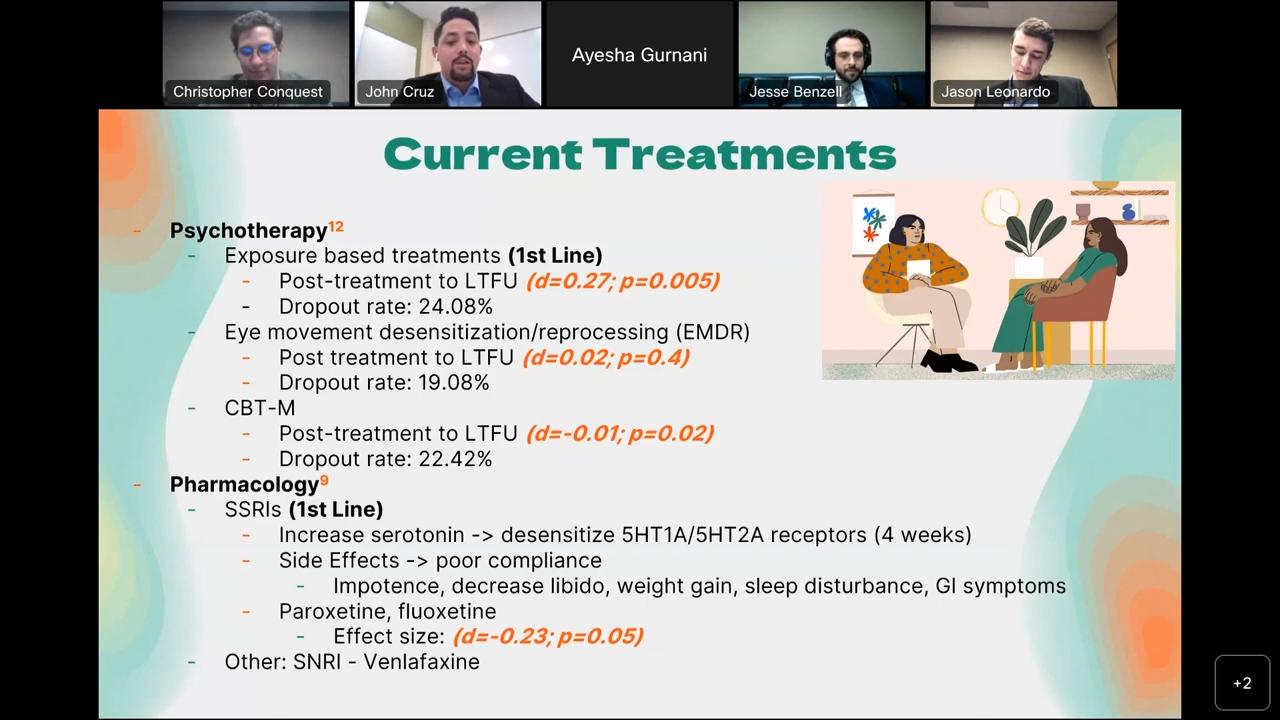 Christopher Conquest
John Cruz
Ayesha Gurnani
Jesse Benzell
Jason Leonardo
Current Treatments
- Psychotherapy12
- Exposure based treatments (1st Line)
- Post-treatment to LTFU (d=0.27; p=0.005)
- Dropout rate: 24.08%
- Eye movement desensitization/reprocessing (EMDR)
- Post treatment to LTFU (d=0.02; p=0.4)
- Dropout rate: 19.08%
- CBT-M
- Post-treatment to LTFU (d=-0.01; p=0.02)
- Dropout rate: 22.42%
- Pharmacology9
- SSRIs (1st Line)
- Increase serotonin -> desensitize 5HT1A/5HT2A receptors (4 weeks)
- Side Effects -> poor compliance
- Impotence, decrease libido, weight gain, sleep disturbance, GI symptoms
- Paroxetine, fluoxetine
- Effect size: (d=-0.23; p=0.05)
- Other: SNRI - Venlafaxine
+2